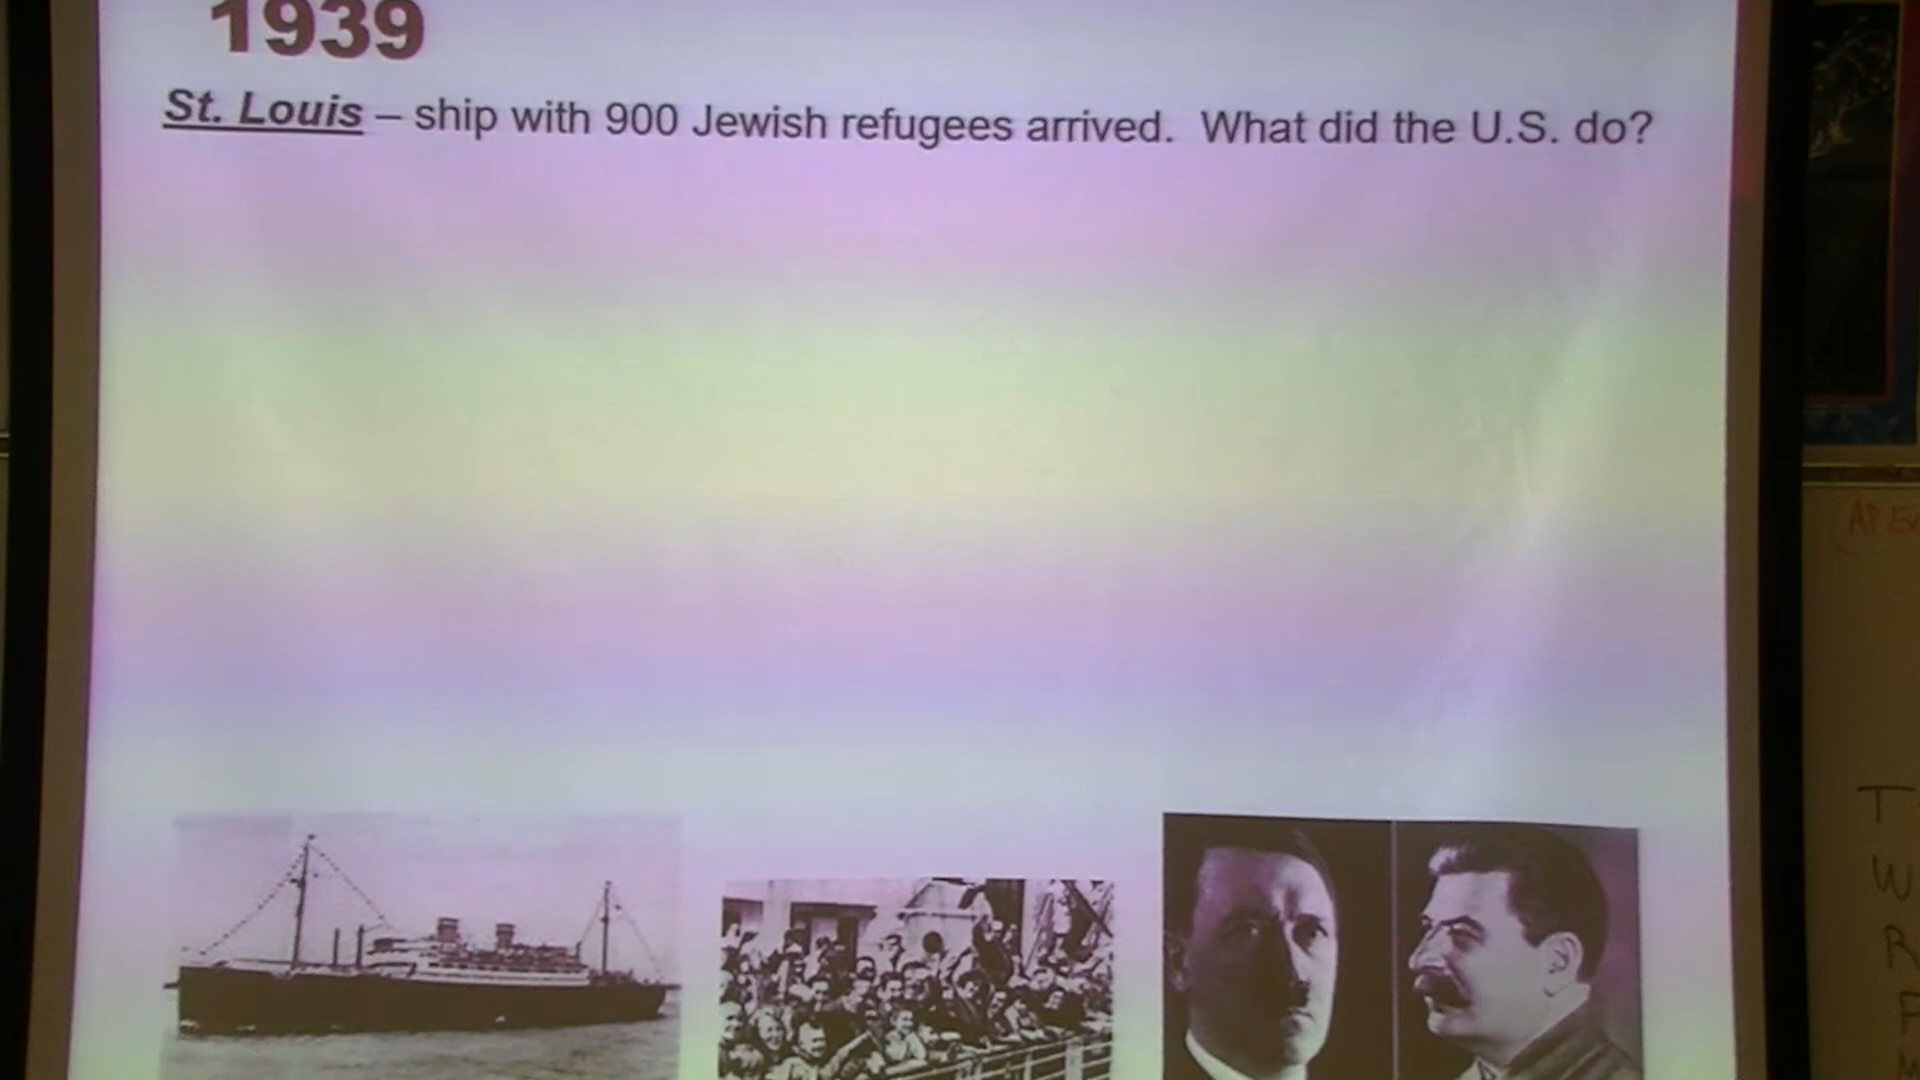 1939
St. Louis – ship with 900 Jewish refugees arrived. What did the U.S. do?
T
W
R